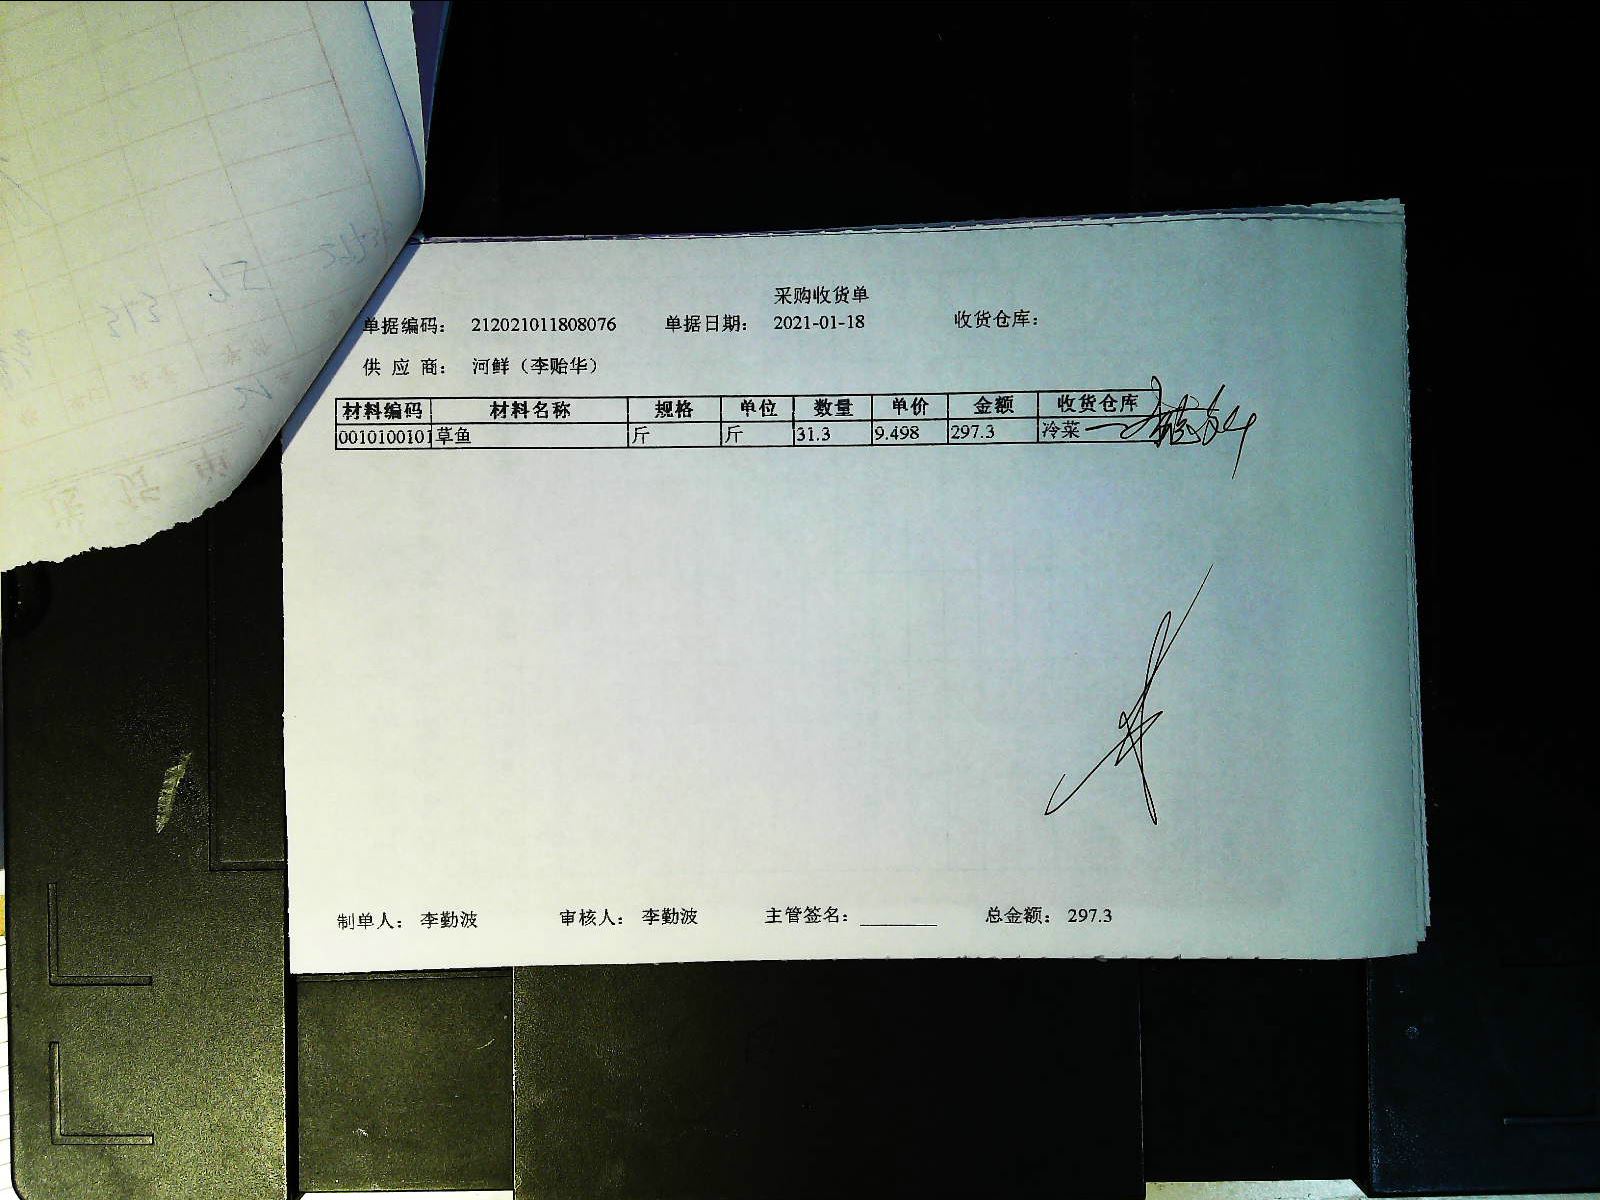 采购收货单
单据编码： 212021011808076 单据日期： 2021-01-18 收货仓库：
供 应 商： 河鲜（李贻华）
材料编码 材料名称 规格 单位 数量 单价 金额 收货仓库
0010100101 草鱼 斤 斤 31.3 9.498 297.3 冷菜
制单人： 李勤波 审核人： 李勤波 主管签名： 总金额： 297.3